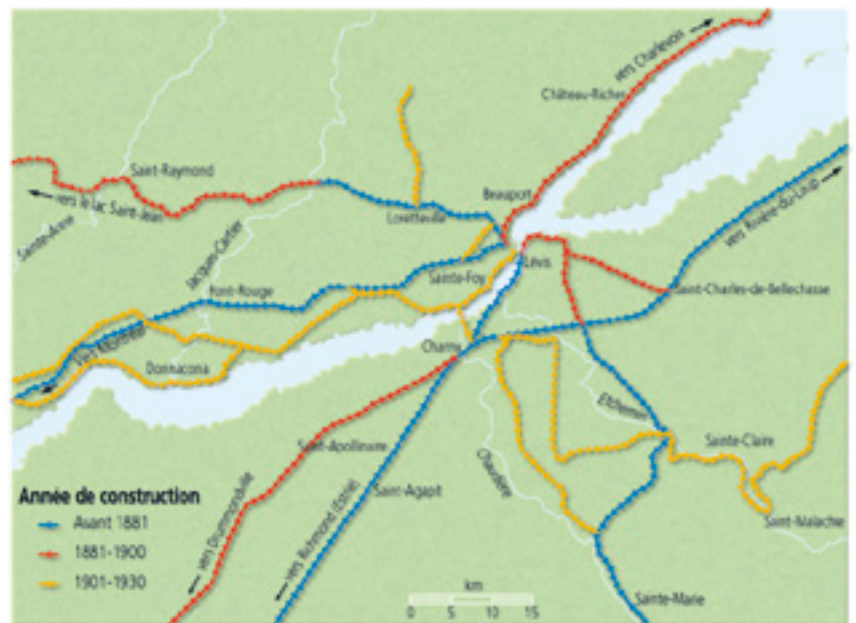 vers Charlevoix
Château-Richer
Saint-Raymond
Beauport
vers le lac Saint-Jean
Loretteville
vers Rivière-du-Loup
Sainte-Anne
Jacques-Cartier
Sainte-Foy
Lévis
Pont-Rouge
Saint-Charles-de-Bellechasse
vers Montréal
Charny
Donnacona
Etchemin
Sainte-Claire
Saint-Apollinaire
Chaudière
Année de construction
Saint-Agapit
Avant 1881
vers Drummondville
Saint-Malachie
1881-1900
vers Richmond (Estrie)
1901-1930
km
0 5 10 15
Sainte-Marie